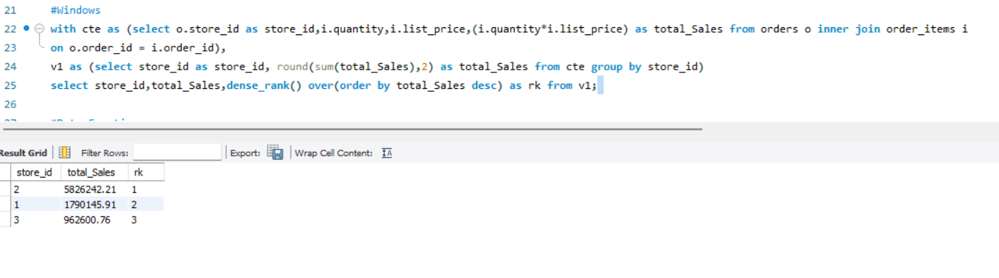 21 #Windows
22 with cte as (select o.store_id as store_id,i.quantity,i.list_price,(i.quantity*i.list_price) as total_Sales from orders o inner join order_items i
23 on o.order_id = i.order_id),
24 v1 as (select store_id as store_id, round(sum(total_Sales),2) as total_Sales from cte group by store_id)
25 select store_id,total_Sales,dense_rank() over(order by total_Sales desc) as rk from v1;
26
Result Grid Filter Rows: Export: Wrap Cell Content:
store_id total_Sales rk
2 5826242.21 1
1 1790145.91 2
3 962600.76 3